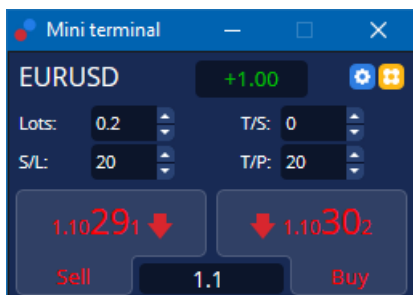 Mini terminal
EURUSD +1.00
Lots: 0.2 T/S: 0
S/L: 20 T/P: 20
1.10291 1.10302
Sell 1.1 Buy